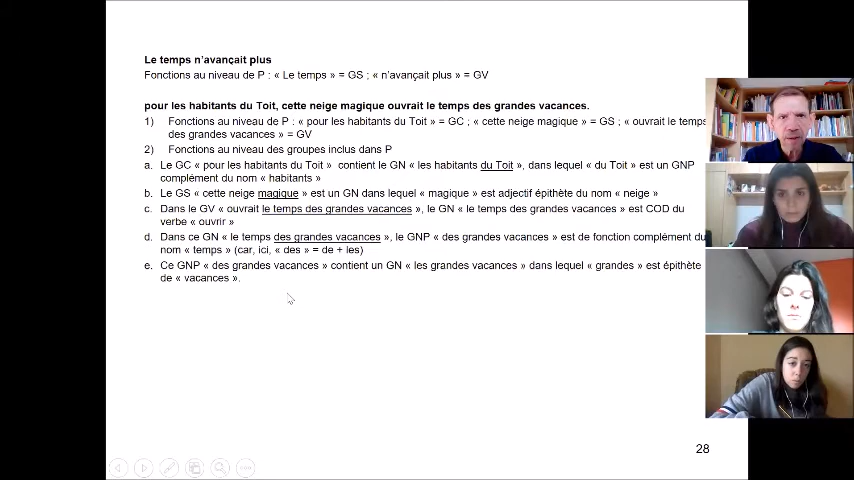 Le temps n’avançait plus
Fonctions au niveau de P : « Le temps » = GS ; « n’avançait plus » = GV
pour les habitants du Toit, cette neige magique ouvrait le temps des grandes vacances.
1) Fonctions au niveau de P : « pour les habitants du Toit » = GC ; « cette neige magique » = GS ; « ouvrait le temps
des grandes vacances » = GV
2) Fonctions au niveau des groupes inclus dans P
a. Le GC « pour les habitants du Toit » contient le GN « les habitants du Toit », dans lequel « du Toit » est un GNP
complément du nom « habitants »
b. Le GS « cette neige magique » est un GN dans lequel « magique » est adjectif épithète du nom « neige »
c. Dans le GV « ouvrait le temps des grandes vacances », le GN « le temps des grandes vacances » est COD du
verbe « ouvrir »
d. Dans ce GN « le temps des grandes vacances », le GNP « des grandes vacances » est de fonction complément du
nom « temps » (car, ici, « des » = de + les)
e. Ce GNP « des grandes vacances » contient un GN « les grandes vacances » dans lequel « grandes » est épithète
de « vacances ».
28